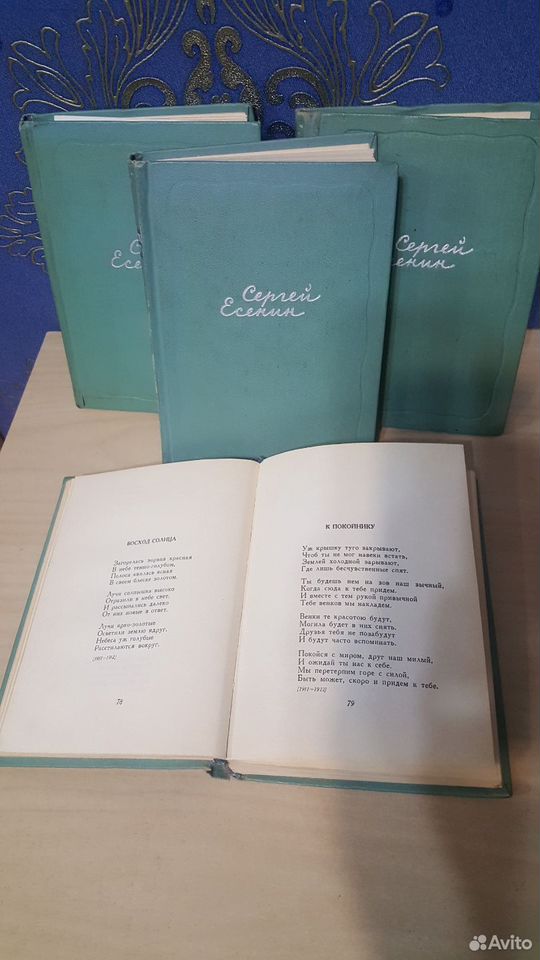 Се
Есен
Сергей
Есенин
Сергей
сенин
ВОСХОД СОЛНЦА
Загорелась зорька красная
В небе темно-голубом,
Полоса явилась ясная
В своем блеске золотом.
Лучи солнышка высоко
Отразили в небе свет.
И рассыпались далеко
От них новые в ответ.
Лучи ярко-золотые
Осветили землю вдруг.
Небеса уж голубые
Расстилаются вокруг.
[1911—1912]
78
К ПОКОЙНИКУ
Уж крышку туго закрывают,
Чтоб ты не мог навеки встать,
Землей холодной зарывают,
Где лишь бесчувственные спят.
Ты будешь нем на зов наш зычный,
Когда сюда к тебе придем.
И вместе с тем рукой привычной
Тебе венков мы накладем.
Венки те красотою будут,
Могила будет в них сиять.
Друзья тебя не позабудут
И будут часто вспоминать.
Покойся с миром, друг наш милый,
И ожидай ты нас к себе.
Мы перетерпим горе с силой,
Быть может, скоро и придем к тебе.
[1911—1912]
79
Avito